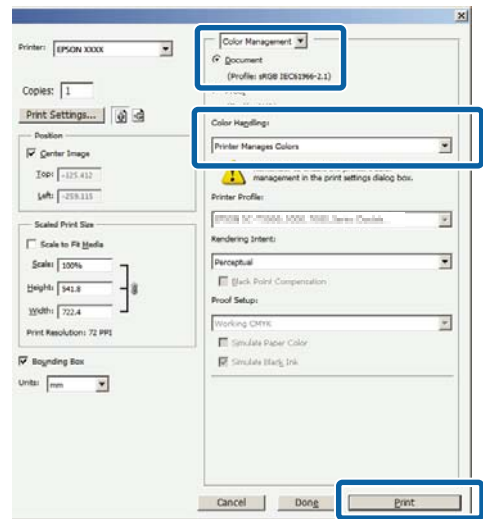 Printer:
EPSON XXXX
Copies:
1
Print Settings...
Position
Center Image
Top:
-125.412
Left:
-259.115
Scaled Print Size
Scale to Fit Media
Scale:
100%
Height:
541.8
Width:
722.4
Print Resolution: 72 PPI
Bounding Box
Units:
mm
Color Management
Document
(Profile: sRGB IEC61966-2.1)
Color Handling:
Printer Manages Colors
management in the print settings dialog box.
Printer Profile:
Rendering Intent:
Perceptual
Black Point Compensation
Proof Setup:
Working CMYK
Simulate Paper Color
Simulate Black Ink
Cancel
Done
Print